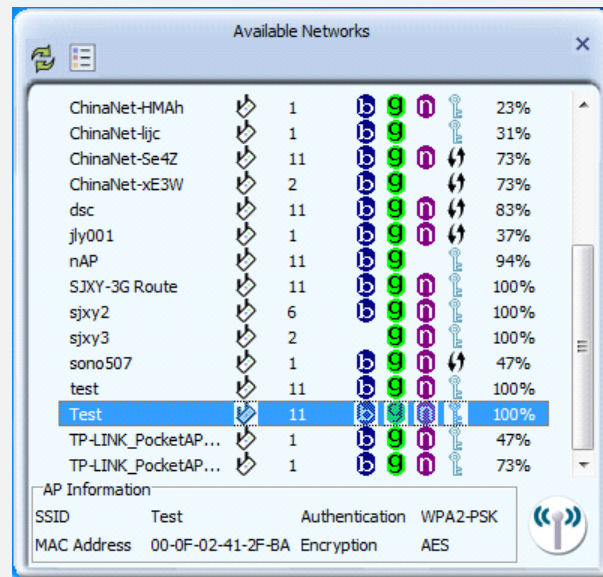 Available Networks
ChinaNet-HMAh 1 b g n 23%
ChinaNet-lijc 1 b g 31%
ChinaNet-Se4Z 11 b g n 73%
ChinaNet-xE3W 2 b g 73%
dsc 11 b g n 83%
jly001 1 b g n 37%
nAP 11 b g 94%
SJXY-3G Route 11 b g n 100%
sjxy2 6 b g n 100%
sjxy3 2 g n 100%
sono507 1 b g n 47%
test 11 b g n 100%
Test 11 b g n 100%
TP-LINK_PocketAP... 1 b g n 47%
TP-LINK_PocketAP... 1 b g n 73%
AP Information
SSID Test Authentication WPA2-PSK
MAC Address 00-0F-02-41-2F-BA Encryption AES